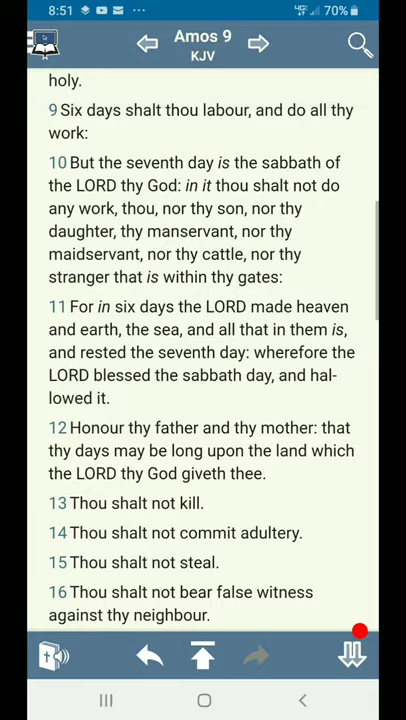 8:51 ... 70%
Amos 9
KJV
holy.
9 Six days shalt thou labour, and do all thy
work:
10 But the seventh day is the sabbath of
the LORD thy God: in it thou shalt not do
any work, thou, nor thy son, nor thy
daughter, thy manservant, nor thy
maidservant, nor thy cattle, nor thy
stranger that is within thy gates:
11 For in six days the LORD made heaven
and earth, the sea, and all that in them is,
and rested the seventh day: wherefore the
LORD blessed the sabbath day, and hal-
lowed it.
12 Honour thy father and thy mother: that
thy days may be long upon the land which
the LORD thy God giveth thee.
13 Thou shalt not kill.
14 Thou shalt not commit adultery.
15 Thou shalt not steal.
16 Thou shalt not bear false witness
against thy neighbour.